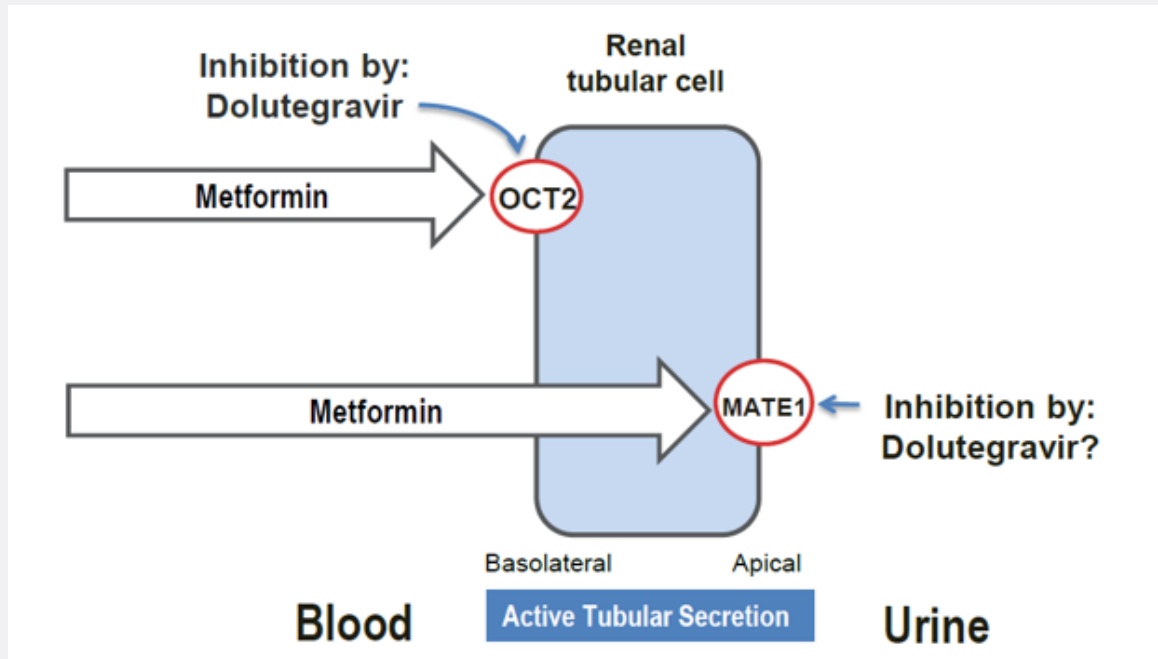 Renal
tubular cell
Inhibition by:
Dolutegravir
Metformin
OCT2
Metformin
MATE1
Inhibition by:
Dolutegravir?
Basolateral
Apical
Blood
Active Tubular Secretion
Urine